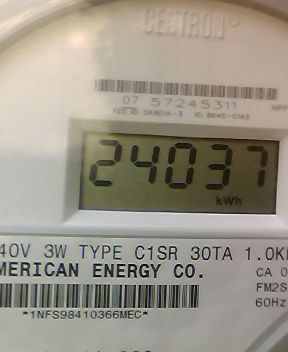 CENTRON®
07 57245311
24037
kWh
40V 3W TYPE C1SR 30TA 1.0K
MERICAN ENERGY CO.
CA 0
FM2S
60Hz
*1NFS98410366MEC*